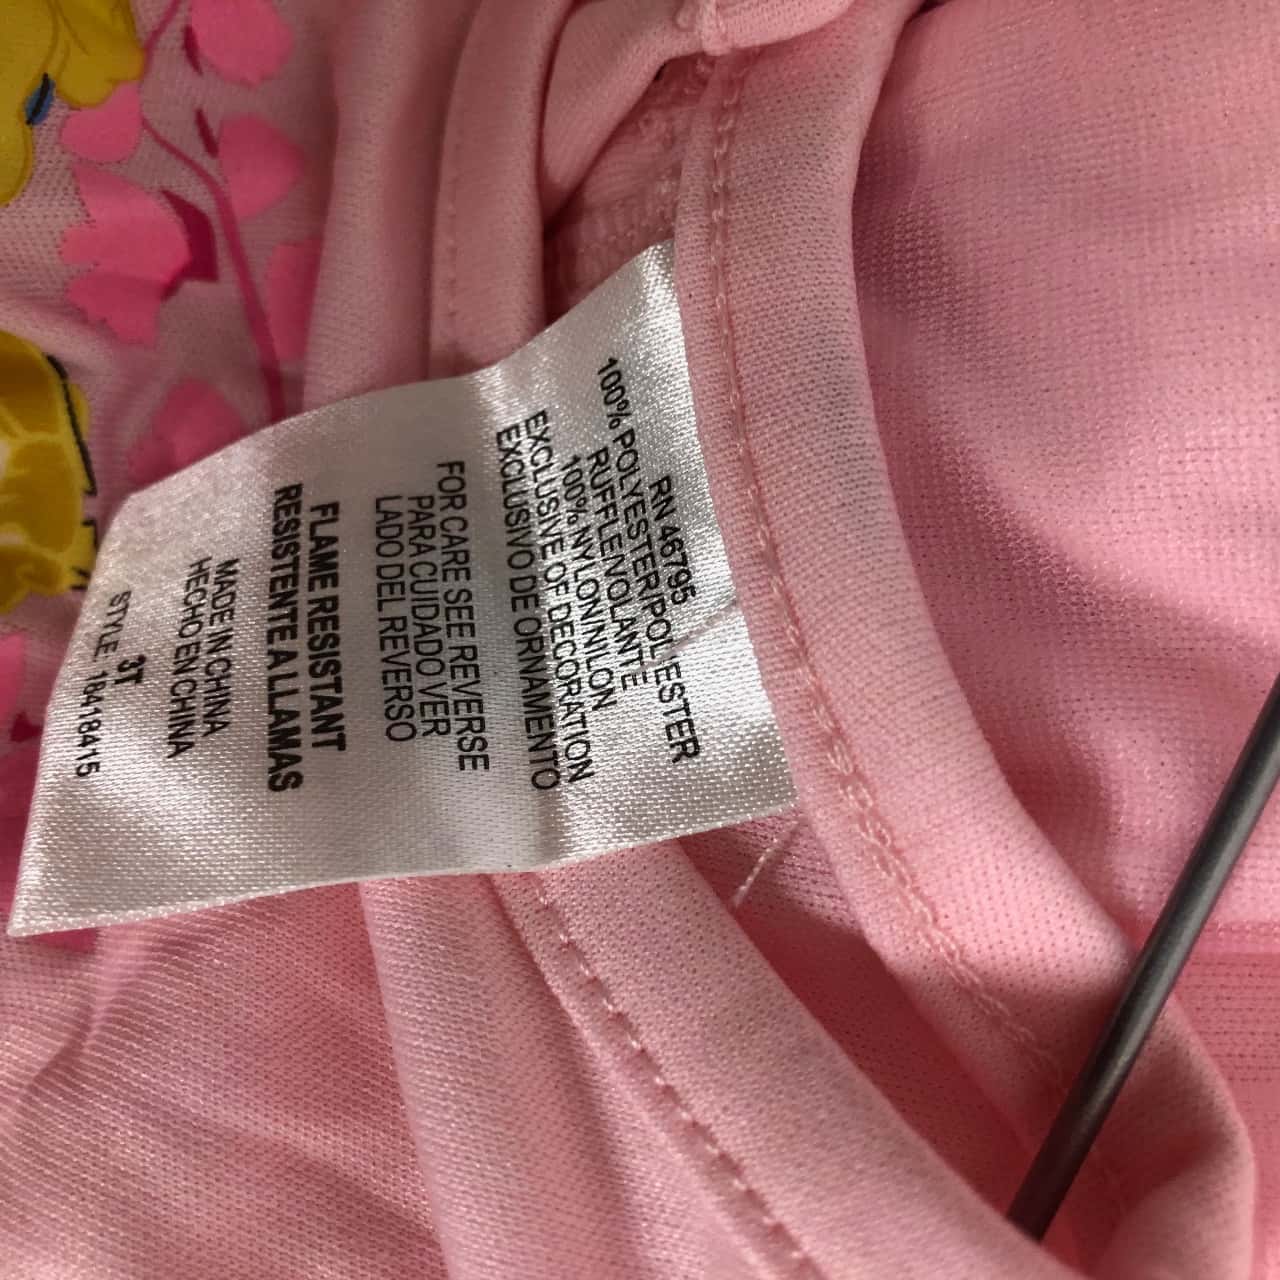 RN 46795
100% POLYESTER/POLIESTER
RUFFLE/VOLANTE
100% NYLON/NILON
EXCLUSIVE OF DECORATION
EXCLUSIVO DE ORNAMENTO
FOR CARE SEE REVERSE
PARA CUIDADO VER
LADO DEL REVERSO
FLAME RESISTANT
RESISTENTE A LLAMAS
MADE IN CHINA
HECHO EN CHINA
3T
STYLE 18418415